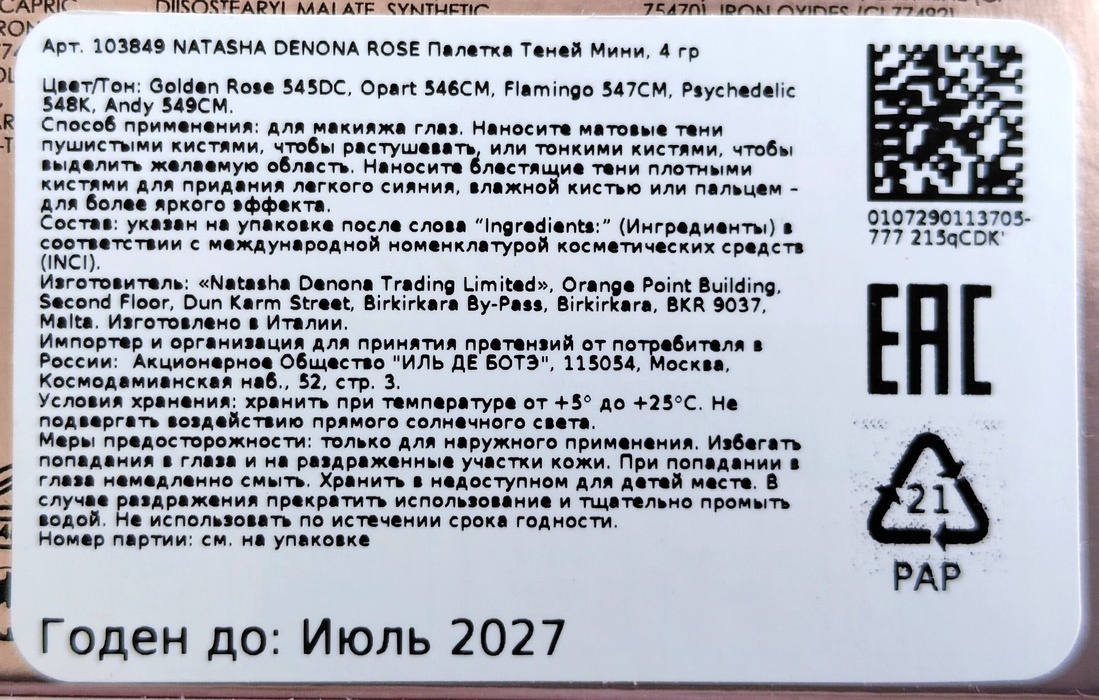 DIISOSTEARYL MALATE, SYNTHETIC
75470), IRON OXIDES (CI 77492),
Арт. 103849 NATASHA DENONA ROSE Палетка Теней Мини, 4 гр
Цвет/Тон: Golden Rose 545DC, Opart 546CM, Flamingo 547CM, Psychedelic
548K, Andy 549CM.
Способ применения: для макияжа глаз. Наносите матовые тени
пушистыми кистями, чтобы растушевать, или тонкими кистями, чтобы
выделить желаемую область. Наносите блестящие тени плотными
кистями для придания легкого сияния, влажной кистью или пальцем -
для более яркого эффекта.
Состав: указан на упаковке после слова "Ingredients:" (Ингредиенты) в
соответствии с международной номенклатурой косметических средств
(INCI).
Изготовитель: «Natasha Denona Trading Limited», Orange Point Building,
Second Floor, Dun Karm Street, Birkirkara By-Pass, Birkirkara, BKR 9037,
Malta. Изготовлено в Италии.
Импортер и организация для принятия претензий от потребителя в
России: Акционерное Общество "ИЛЬ ДЕ БОТЭ", 115054, Москва,
Космодамианская наб., 52, стр. 3.
Условия хранения: хранить при температуре от +5° до +25°С. Не
подвергать воздействию прямого солнечного света.
Меры предосторожности: только для наружного применения. Избегать
попадания в глаза и на раздраженные участки кожи. При попадании в
глаза немедленно смыть. Хранить в недоступном для детей месте. В
случае раздражения прекратить использование и тщательно промыть
водой. Не использовать по истечении срока годности.
Номер партии: см. на упаковке
Годен до: Июль 2027
0107290113705-
777 215qCDK'
EAC
21
PAP